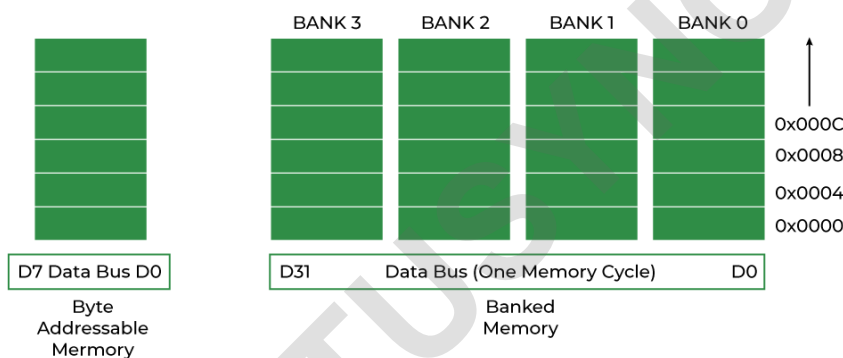 BANK 3
BANK 2
BANK 1
BANK 0
0x000C
0x0008
0x0004
0x0000
D7 Data Bus D0
D31 Data Bus (One Memory Cycle) D0
Byte
Addressable
Mermory
Banked
Memory
TUSYNC